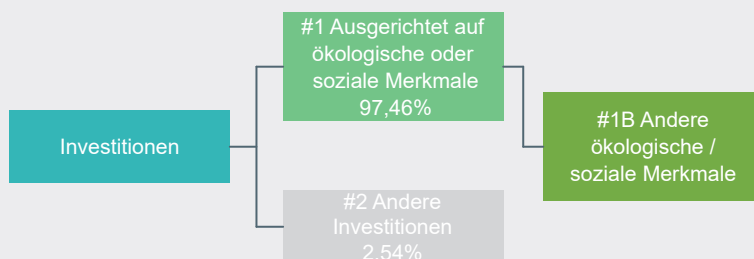 #1 Ausgerichtet auf
ökologische oder
soziale Merkmale
97,46%
Investitionen
#1B Andere
ökologische /
soziale Merkmale
#2 Andere
Investitionen
2,54%